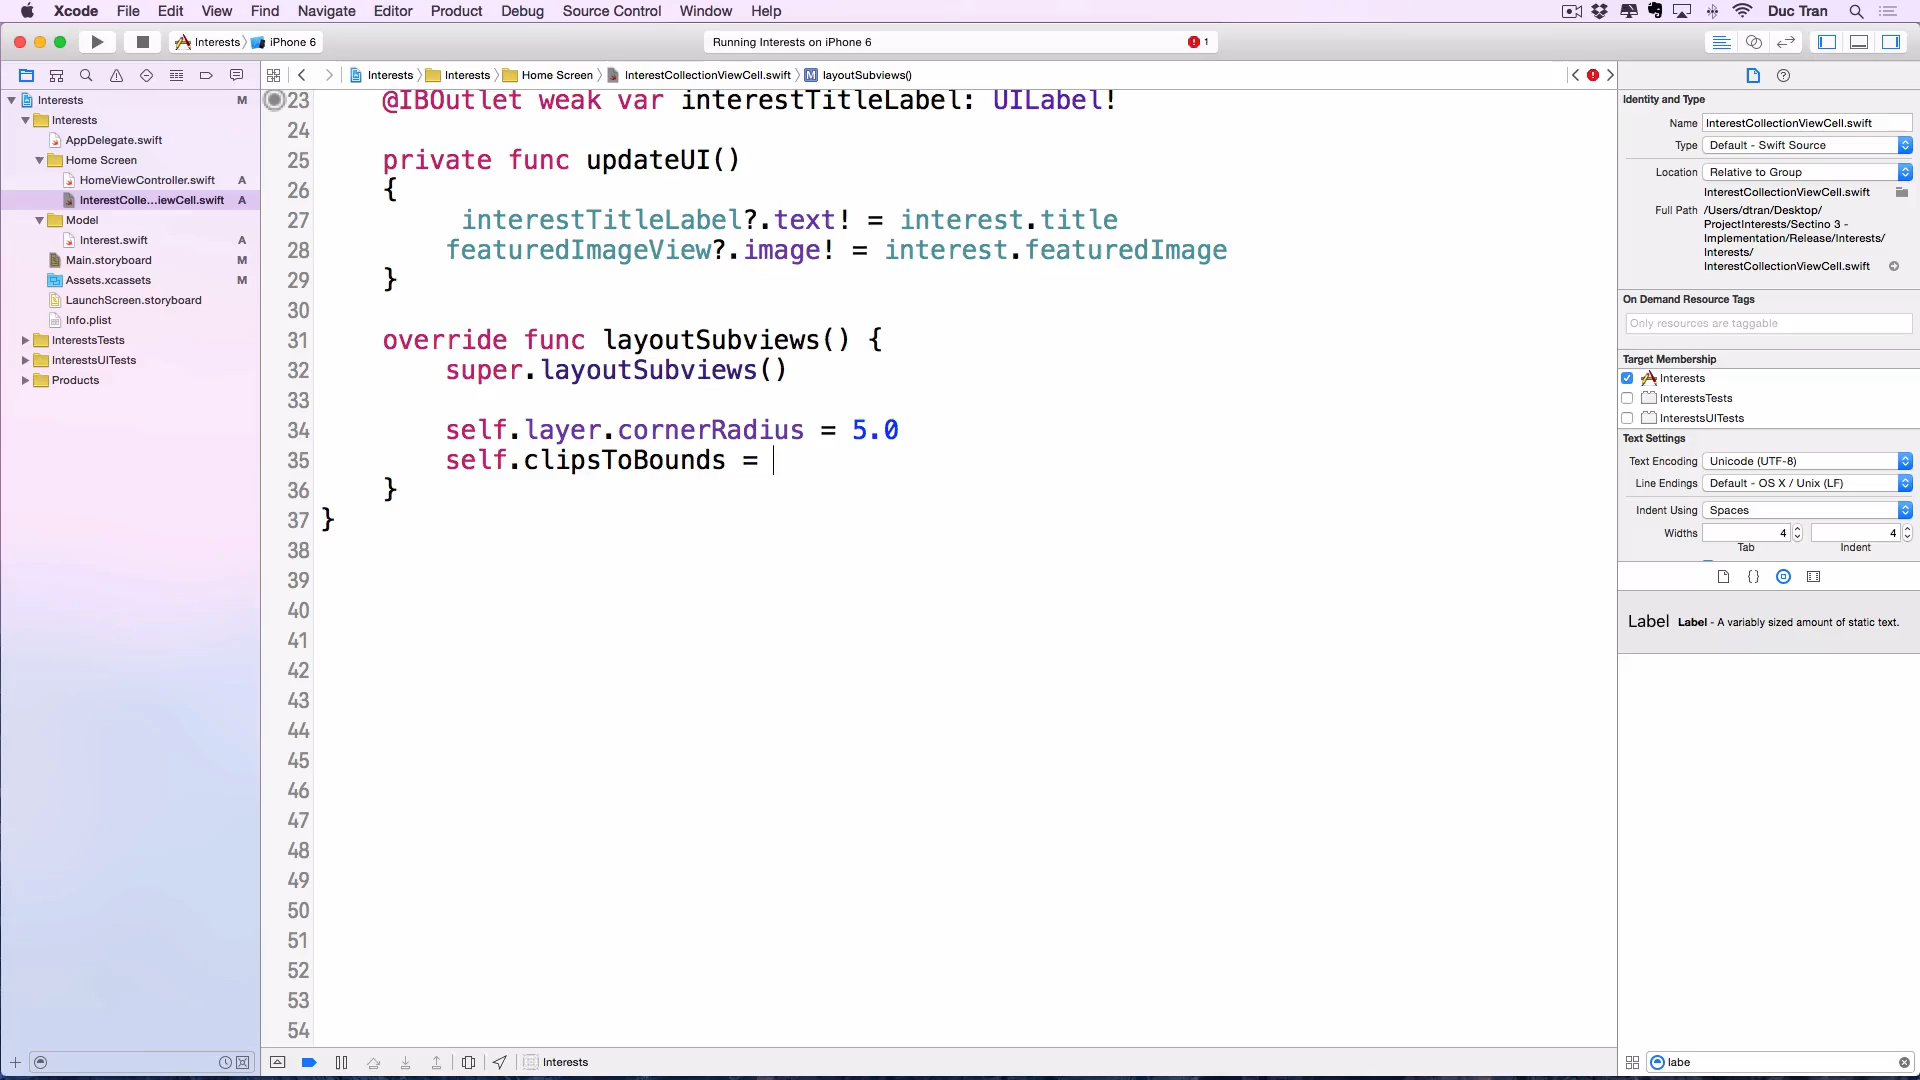 Xcode File Edit View Find Navigate Editor Product Debug Source Control Window Help Duc Tran
Interests iPhone 6 Running Interests on iPhone 6 1
Interests Interests Home Screen InterestCollectionViewCell.swift M layoutSubviews()
Interests M
Interests
AppDelegate.swift
Home Screen
HomeViewController.swift A
InterestColle...iewCell.swift A
Model
Interest.swift A
Main.storyboard M
Assets.xcassets M
LaunchScreen.storyboard
Info.plist
InterestsTests
InterestsUITests
Products
23 @IBOutlet weak var interestTitleLabel: UILabel!
24
25 private func updateUI()
26 {
27 interestTitleLabel?.text! = interest.title
28 featuredImageView?.image! = interest.featuredImage
29 }
30
31 override func layoutSubviews() {
32 super.layoutSubviews()
33
34 self.layer.cornerRadius = 5.0
35 self.clipsToBounds =
36 }
37 }
38
39
40
41
42
43
44
45
46
47
48
49
50
51
52
53
54
Interests
Identity and Type
Name InterestCollectionViewCell.swift
Type Default - Swift Source
Location Relative to Group
InterestCollectionViewCell.swift
Full Path /Users/dtran/Desktop/
ProjectInterests/Sectino 3 -
Implementation/Release/Interests/
Interests/
InterestCollectionViewCell.swift
On Demand Resource Tags
Only resources are taggable
Target Membership
Interests
InterestsTests
InterestsUITests
Text Settings
Text Encoding Unicode (UTF-8)
Line Endings Default - OS X / Unix (LF)
Indent Using Spaces
Widths 4 4
Tab Indent
{ }
Label Label - A variably sized amount of static text.
labe